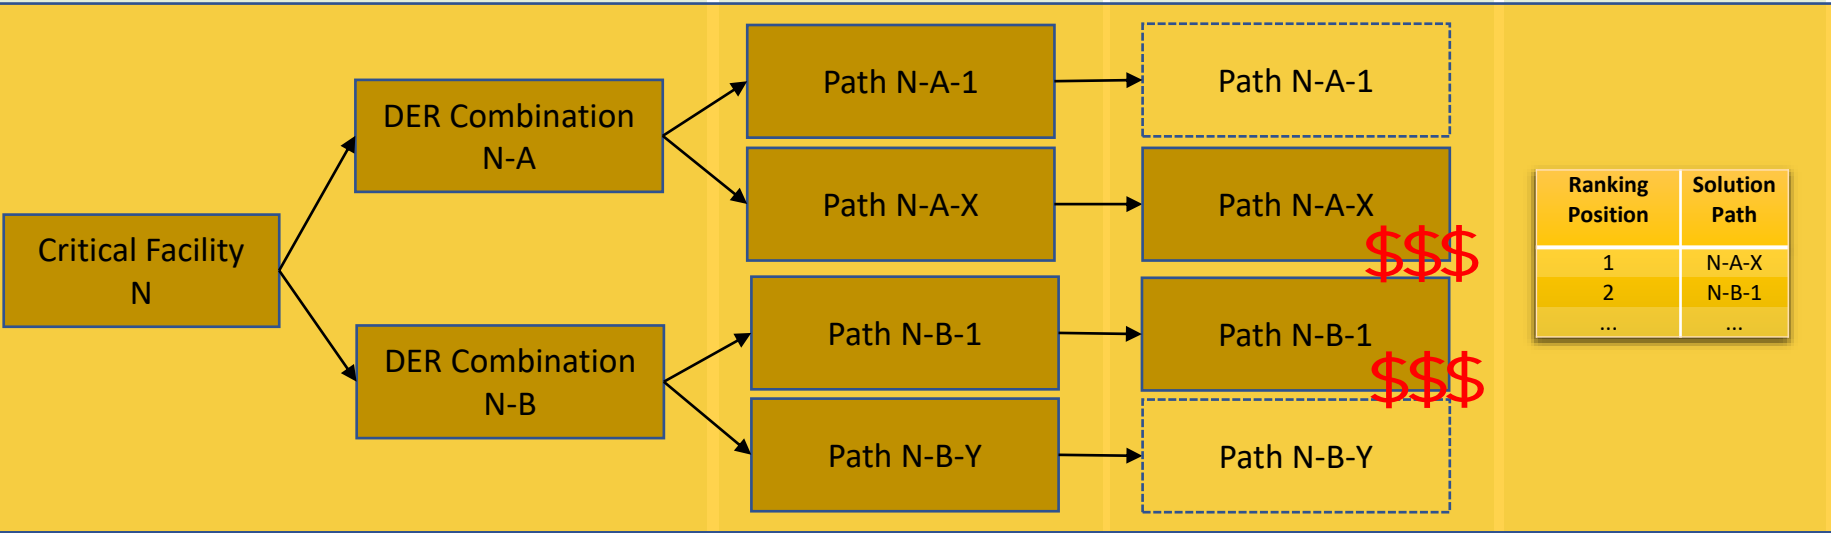 Critical Facility
N
DER Combination
N-A
DER Combination
N-B
Path N-A-1
Path N-A-X
Path N-B-1
Path N-B-Y
Path N-A-1
Path N-A-X
$$$
Path N-B-1
$$$
Path N-B-Y
Ranking Position Solution Path
1 N-A-X
2 N-B-1
... ...